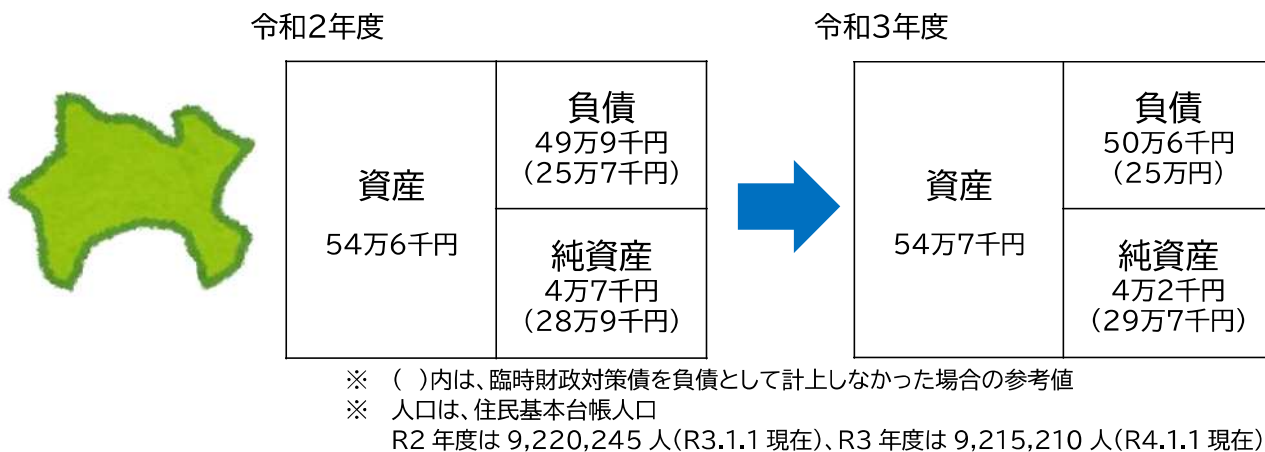 令和2年度
資産
54万6千円
負債
49万9千円
(25万7千円)
純資産
4万7千円
(28万9千円)
令和3年度
資産
54万7千円
負債
50万6千円
(25万円)
純資産
4万2千円
(29万7千円)
※ ( )内は、臨時財政対策債を負債として計上しなかった場合の参考値
※ 人口は、住民基本台帳人口
R2 年度は 9,220,245 人(R3.1.1 現在)、R3 年度は 9,215,210 人(R4.1.1 現在)